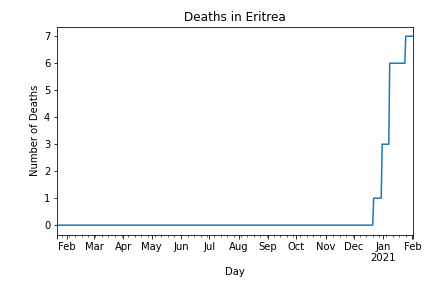 Deaths in Eritrea
Number of Deaths
7
6
5
4
3
2
1
0
Feb Mar Apr May Jun Jul Aug Sep Oct Nov Dec Jan Feb
2021
Day